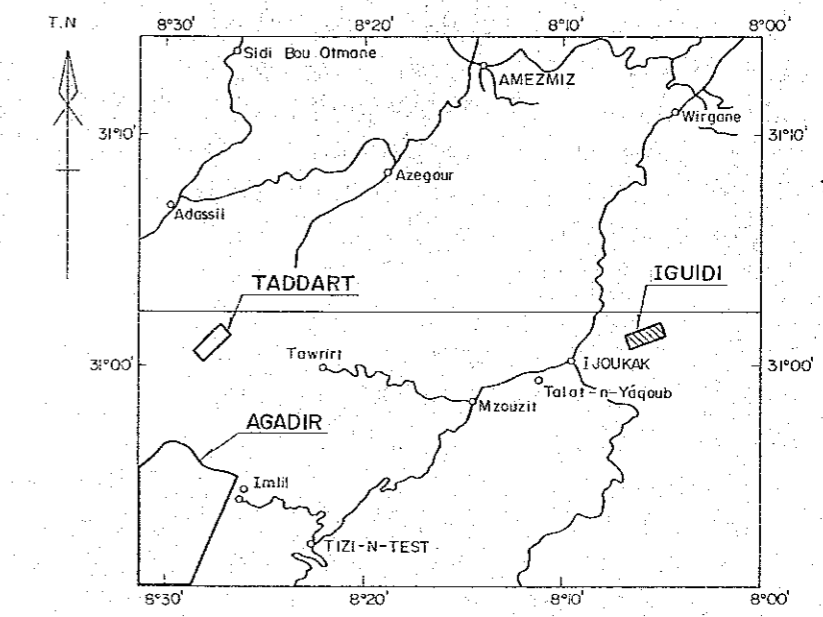 T.N
8°30' 8°20' 8°10' 8°00'
Sidi Bou Otmane
AMEZMIZ
Wirgane
31°10' 31°10'
Azegour
Adassil
TADDART
IGUIDI
Tawrirt
31°00' 31°00'
IJOUKAK
Talat-n-Yaqoub
Mzouzit
AGADIR
Imlil
TIZI-N-TEST
8°30' 8°20' 8°10' 8°00'